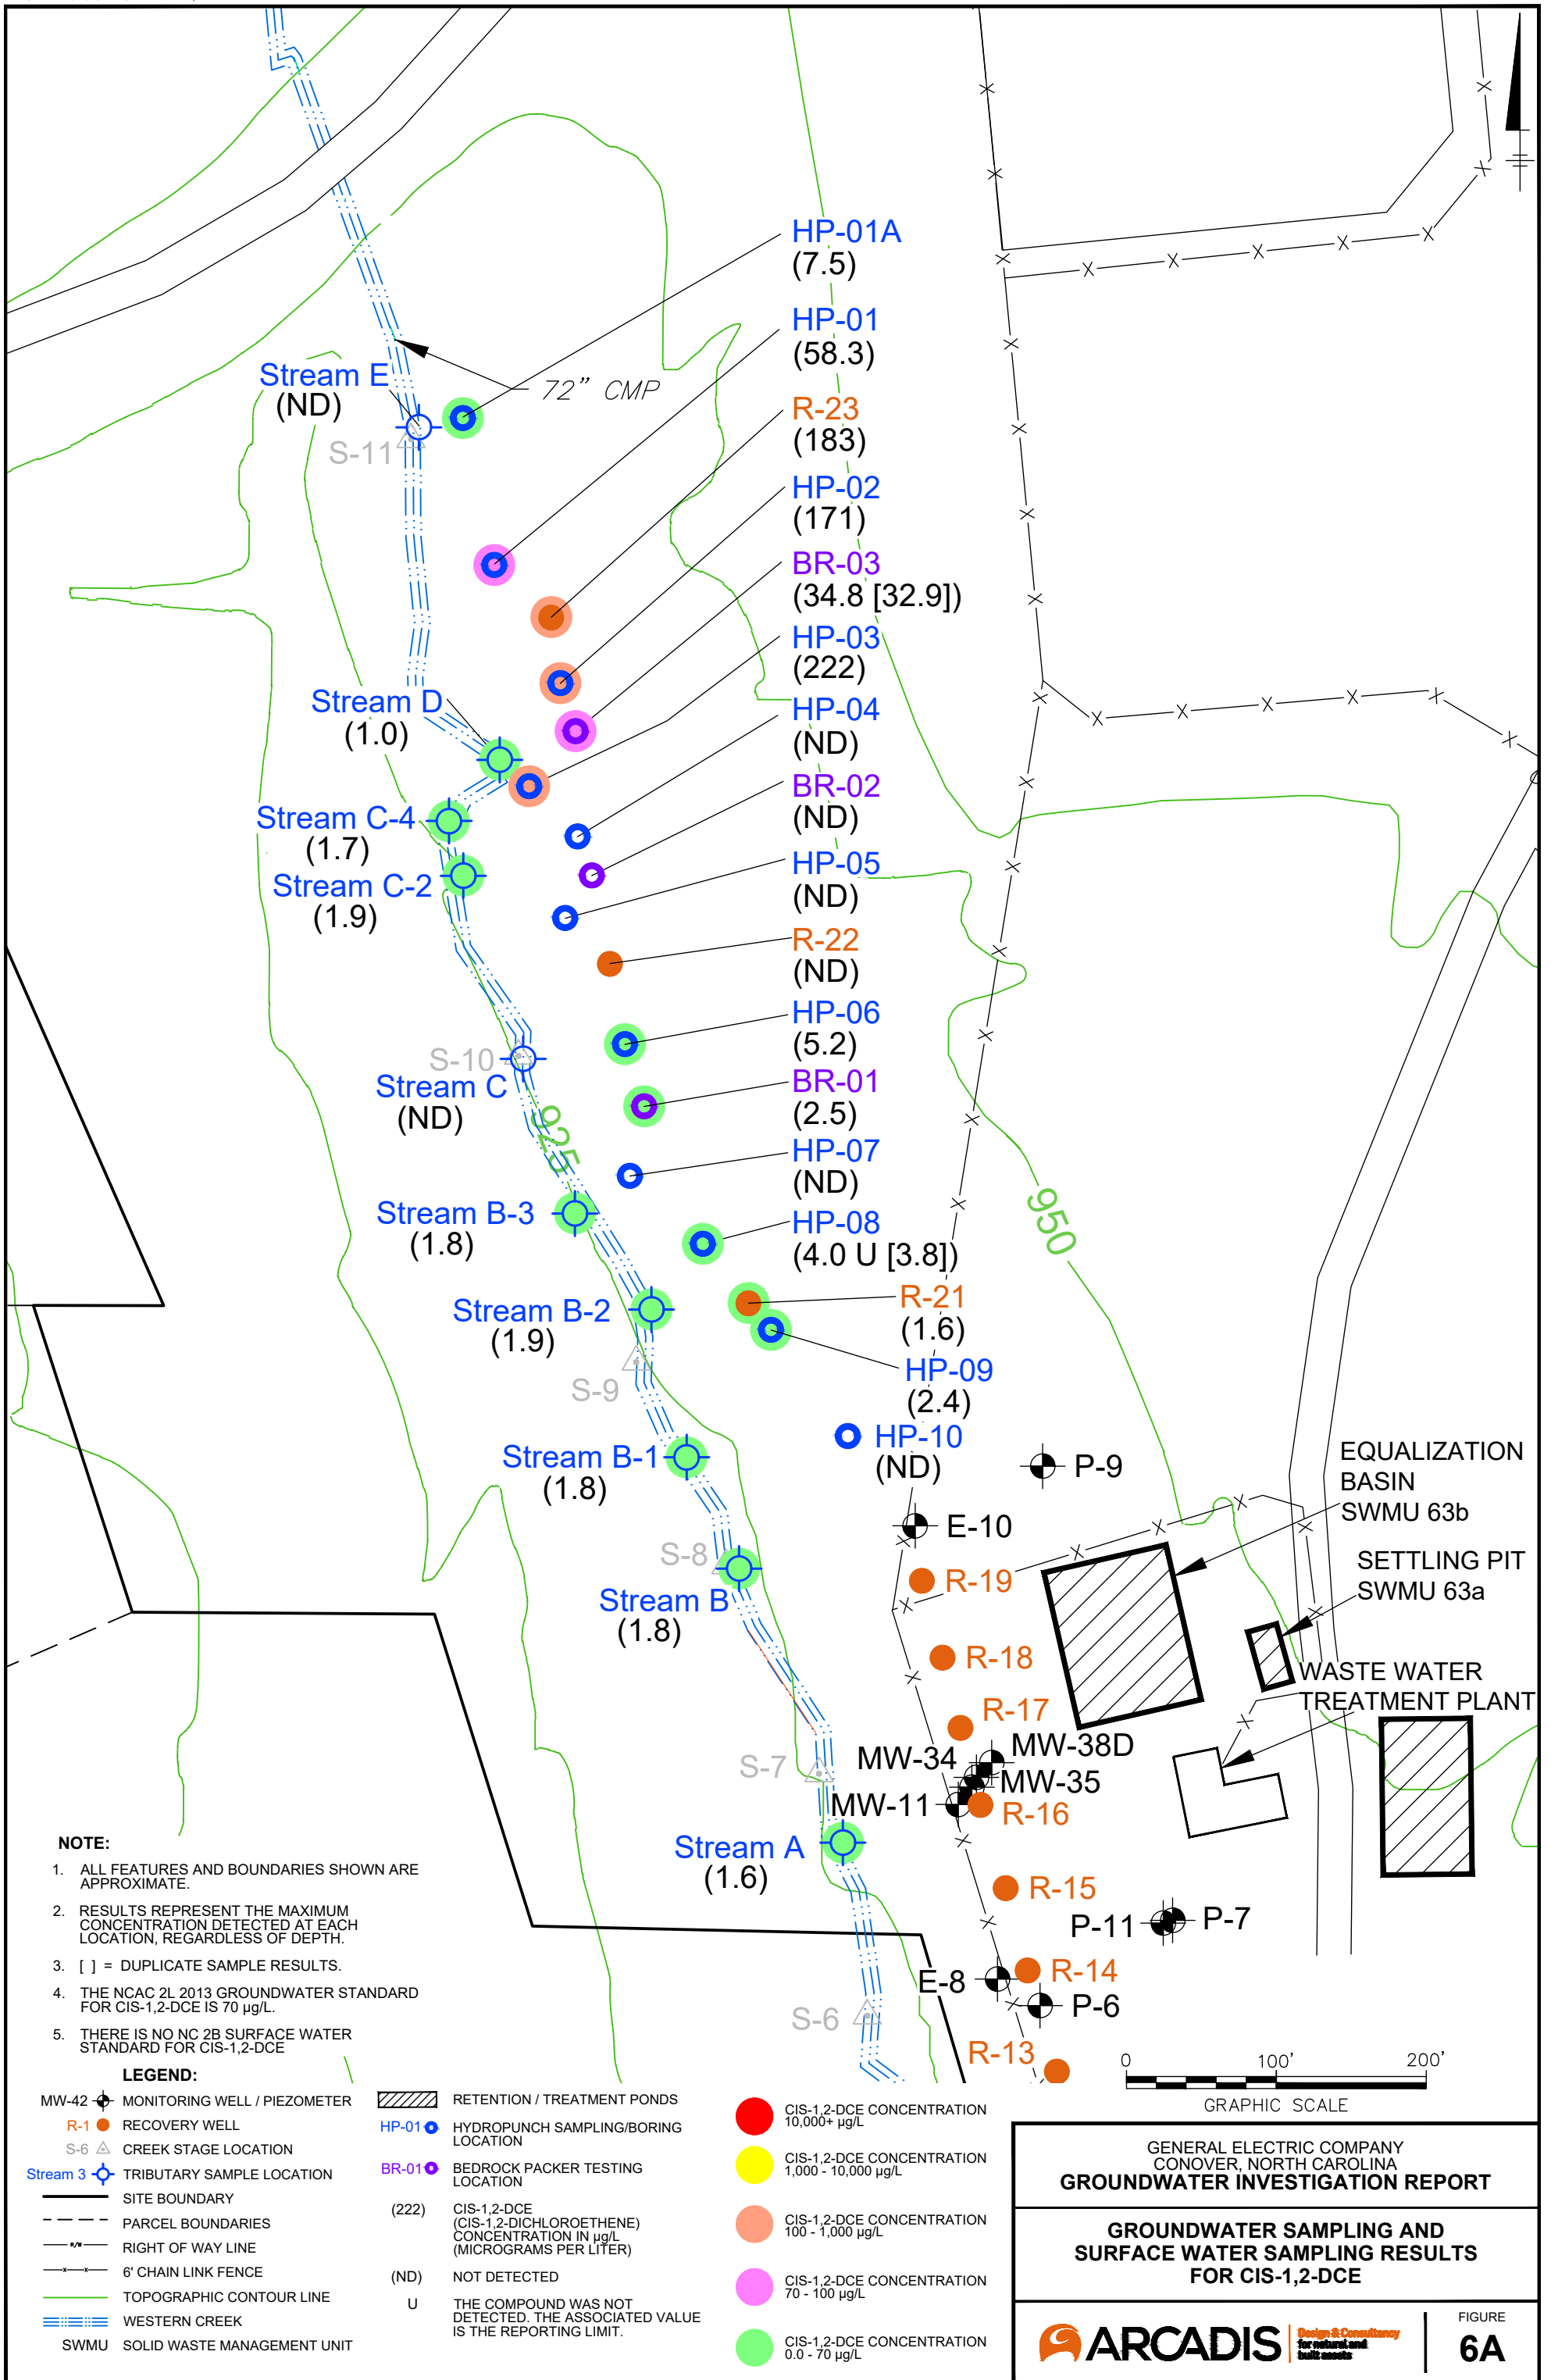 HP-01A
(7.5)
HP-01
(58.3)
72” CMP
Stream E
(ND)
S-11
R-23
(183)
HP-02
(171)
BR-03
(34.8 [32.9])
HP-03
(222)
Stream D
(1.0)
HP-04
(ND)
BR-02
(ND)
Stream C-4
(1.7)
HP-05
(ND)
Stream C-2
(1.9)
R-22
(ND)
HP-06
(5.2)
S-10
Stream C
(ND)
BR-01
(2.5)
925
HP-07
(ND)
950
Stream B-3
(1.8)
HP-08
(4.0 U [3.8])
Stream B-2
(1.9)
R-21
(1.6)
S-9
HP-09
(2.4)
HP-10
(ND)
Stream B-1
(1.8)
P-9
EQUALIZATION
BASIN
SWMU 63b
E-10
S-8
SETTLING PIT
SWMU 63a
R-19
Stream B
(1.8)
R-18
WASTE WATER
TREATMENT PLANT
R-17
MW-34
MW-38D
S-7
MW-35
MW-11
R-16
Stream A
(1.6)
R-15
P-11
P-7
E-8
R-14
P-6
S-6
R-13
NOTE:
1. ALL FEATURES AND BOUNDARIES SHOWN ARE
APPROXIMATE.
2. RESULTS REPRESENT THE MAXIMUM
CONCENTRATION DETECTED AT EACH
LOCATION, REGARDLESS OF DEPTH.
3. [ ] = DUPLICATE SAMPLE RESULTS.
4. THE NCAC 2L 2013 GROUNDWATER STANDARD
FOR CIS-1,2-DCE IS 70 µg/L.
5. THERE IS NO NC 2B SURFACE WATER
STANDARD FOR CIS-1,2-DCE
LEGEND:
MW-42 MONITORING WELL / PIEZOMETER
R-1 RECOVERY WELL
S-6 CREEK STAGE LOCATION
Stream 3 TRIBUTARY SAMPLE LOCATION
SITE BOUNDARY
PARCEL BOUNDARIES
R/W RIGHT OF WAY LINE
x x 6' CHAIN LINK FENCE
TOPOGRAPHIC CONTOUR LINE
WESTERN CREEK
SWMU SOLID WASTE MANAGEMENT UNIT
RETENTION / TREATMENT PONDS
HP-01 HYDROPUNCH SAMPLING/BORING
LOCATION
BR-01 BEDROCK PACKER TESTING
LOCATION
(222) CIS-1,2-DCE
(CIS-1,2-DICHLOROETHENE)
CONCENTRATION IN µg/L
(MICROGRAMS PER LITER)
(ND) NOT DETECTED
U THE COMPOUND WAS NOT
DETECTED. THE ASSOCIATED VALUE
IS THE REPORTING LIMIT.
CIS-1,2-DCE CONCENTRATION
10,000+ µg/L
CIS-1,2-DCE CONCENTRATION
1,000 - 10,000 µg/L
CIS-1,2-DCE CONCENTRATION
100 - 1,000 µg/L
CIS-1,2-DCE CONCENTRATION
70 - 100 µg/L
CIS-1,2-DCE CONCENTRATION
0.0 - 70 µg/L
0 100' 200'
GRAPHIC SCALE
GENERAL ELECTRIC COMPANY
CONOVER, NORTH CAROLINA
GROUNDWATER INVESTIGATION REPORT
GROUNDWATER SAMPLING AND
SURFACE WATER SAMPLING RESULTS
FOR CIS-1,2-DCE
ARCADIS
Design & Consultancy
for natural and
built assets
FIGURE
6A